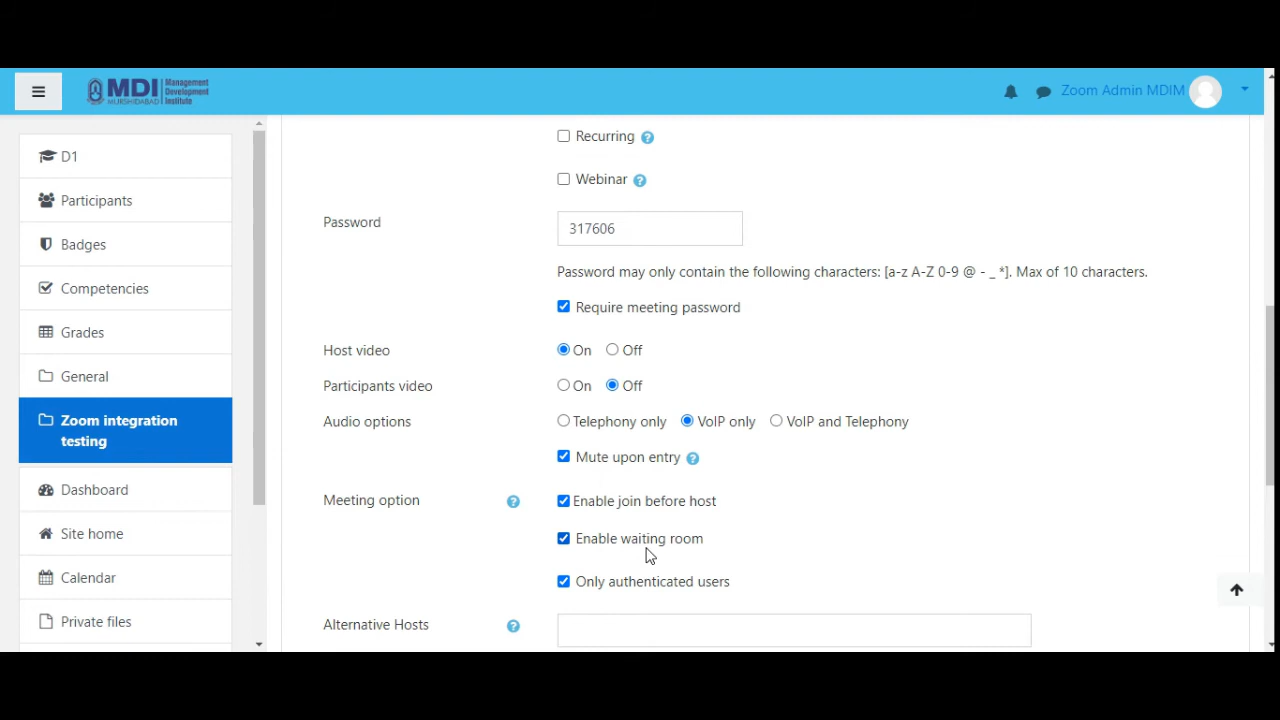 MDI Management Development Institute
MURSHIDABAD
Zoom Admin MDIM
D1
Participants
Badges
Competencies
Grades
General
Zoom integration
testing
Dashboard
Site home
Calendar
Private files
Recurring ?
Webinar ?
Password 317606
Password may only contain the following characters: [a-z A-Z 0-9 @ - _ *]. Max of 10 characters.
Require meeting password
Host video On Off
Participants video On Off
Audio options Telephony only VoIP only VoIP and Telephony
Mute upon entry ?
Meeting option ? Enable join before host
Enable waiting room
Only authenticated users
Alternative Hosts ?